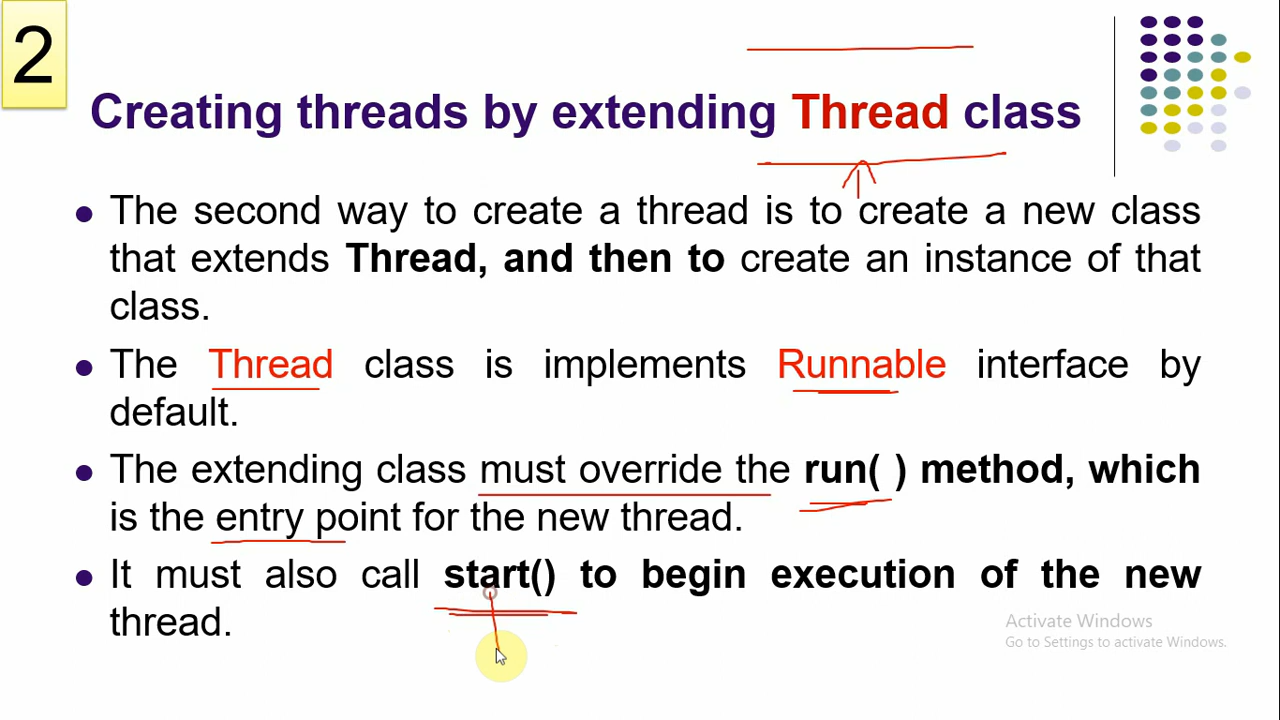 2
Creating threads by extending Thread class
The second way to create a thread is to create a new class
that extends Thread, and then to create an instance of that
class.
The Thread class is implements Runnable interface by
default.
The extending class must override the run( ) method, which
is the entry point for the new thread.
It must also call start() to begin execution of the new
thread.
Activate Windows
Go to Settings to activate Windows.